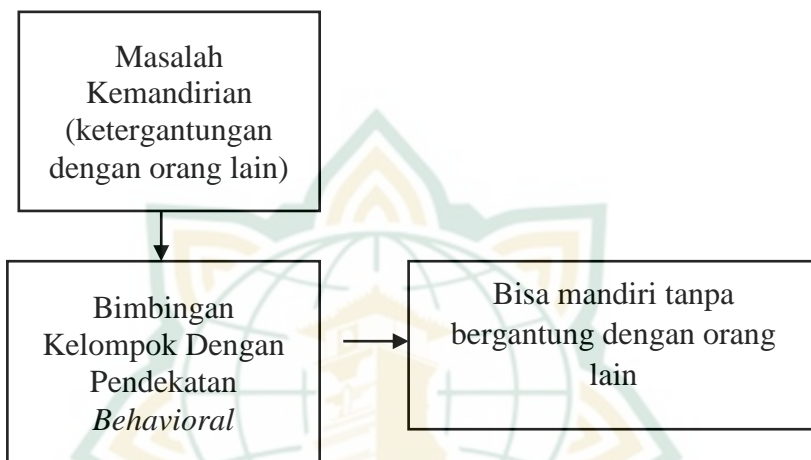 Masalah
Kemandirian
(ketergantungan
dengan orang lain)
Bimbingan
Kelompok Dengan
Pendekatan
Behavioral
Bisa mandiri tanpa
bergantung dengan orang
lain